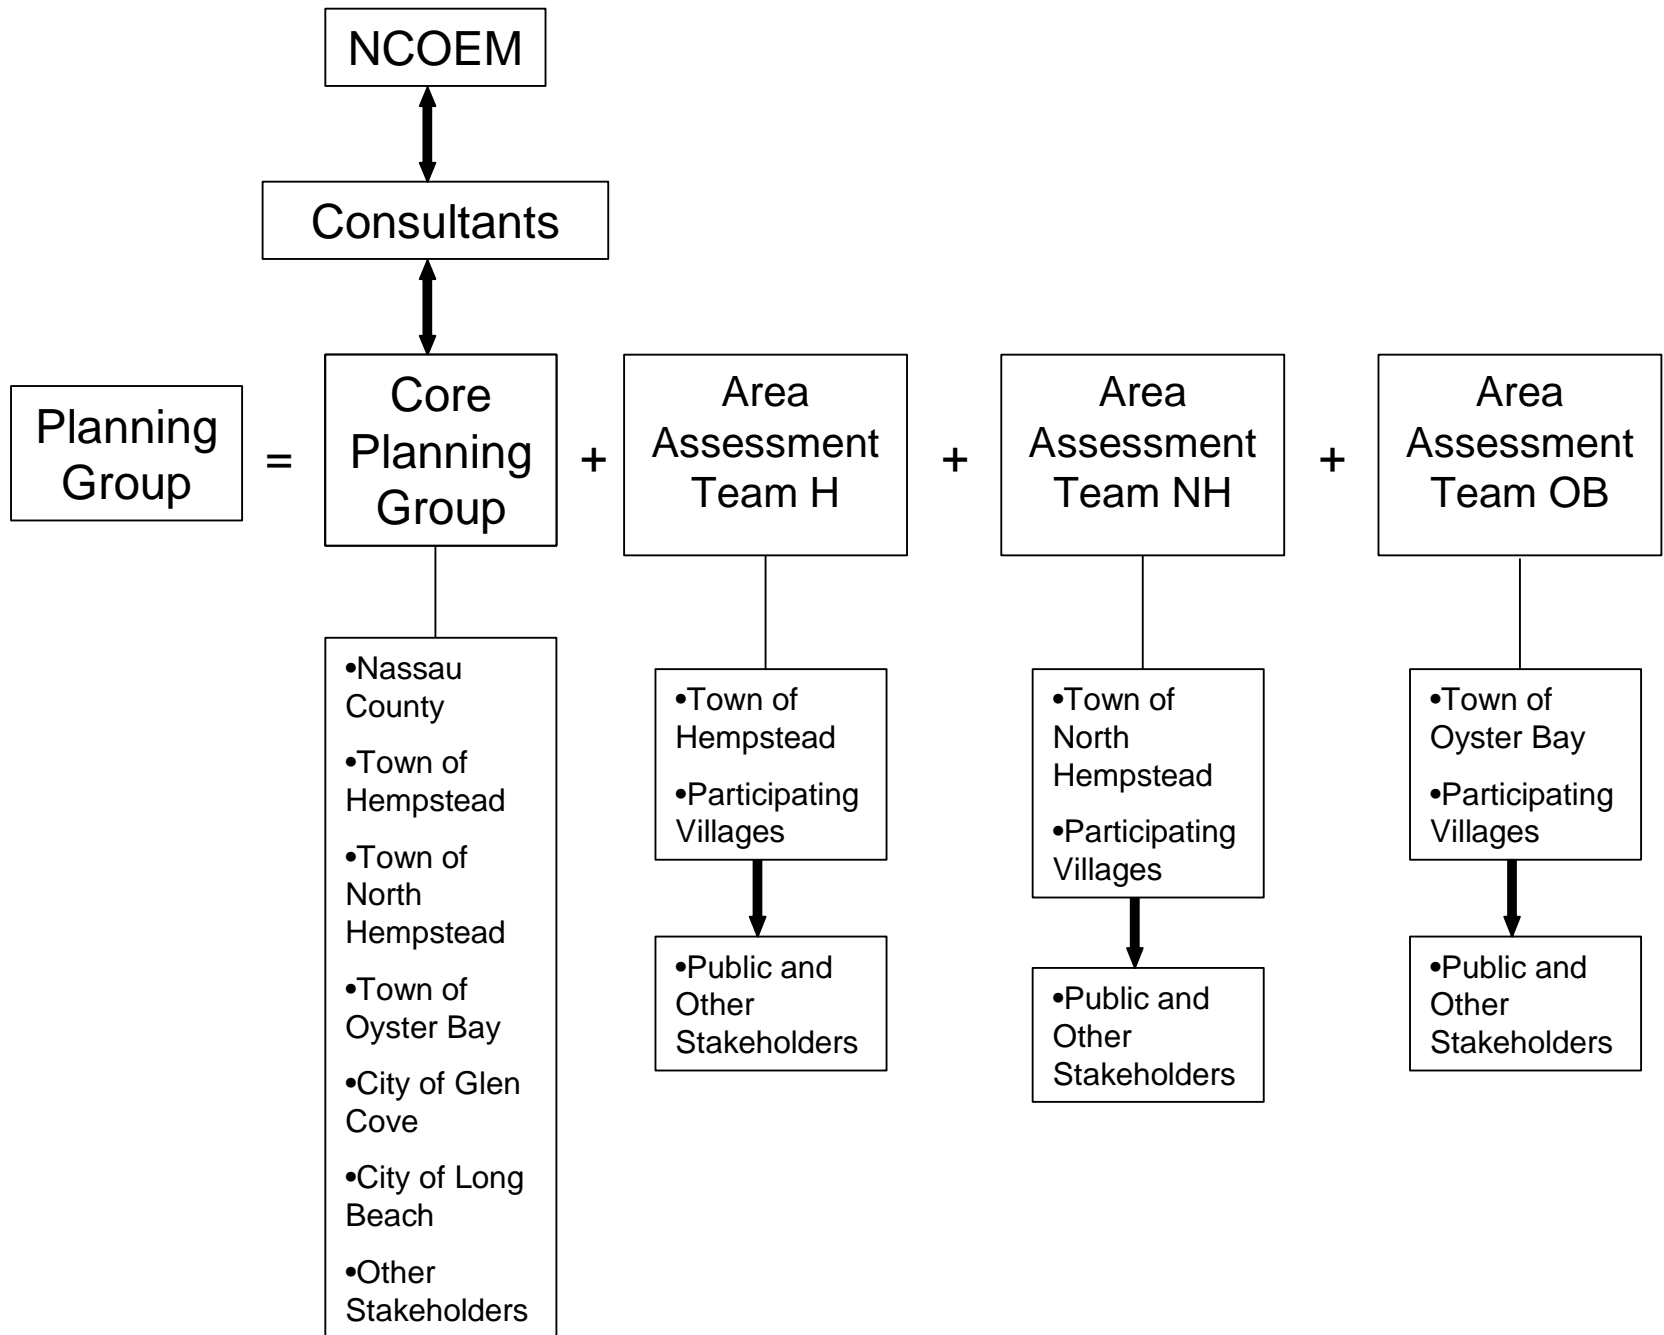 NCOEM
Consultants
Planning
Group
=
Core
Planning
Group
+
Area
Assessment
Team H
+
Area
Assessment
Team NH
+
Area
Assessment
Team OB
•Nassau
County
•Town of
Hempstead
•Town of
North
Hempstead
•Town of
Oyster Bay
•City of Glen
Cove
•City of Long
Beach
•Other
Stakeholders
•Town of
Hempstead
•Participating
Villages
•Public and
Other
Stakeholders
•Town of
North
Hempstead
•Participating
Villages
•Public and
Other
Stakeholders
•Town of
Oyster Bay
•Participating
Villages
•Public and
Other
Stakeholders